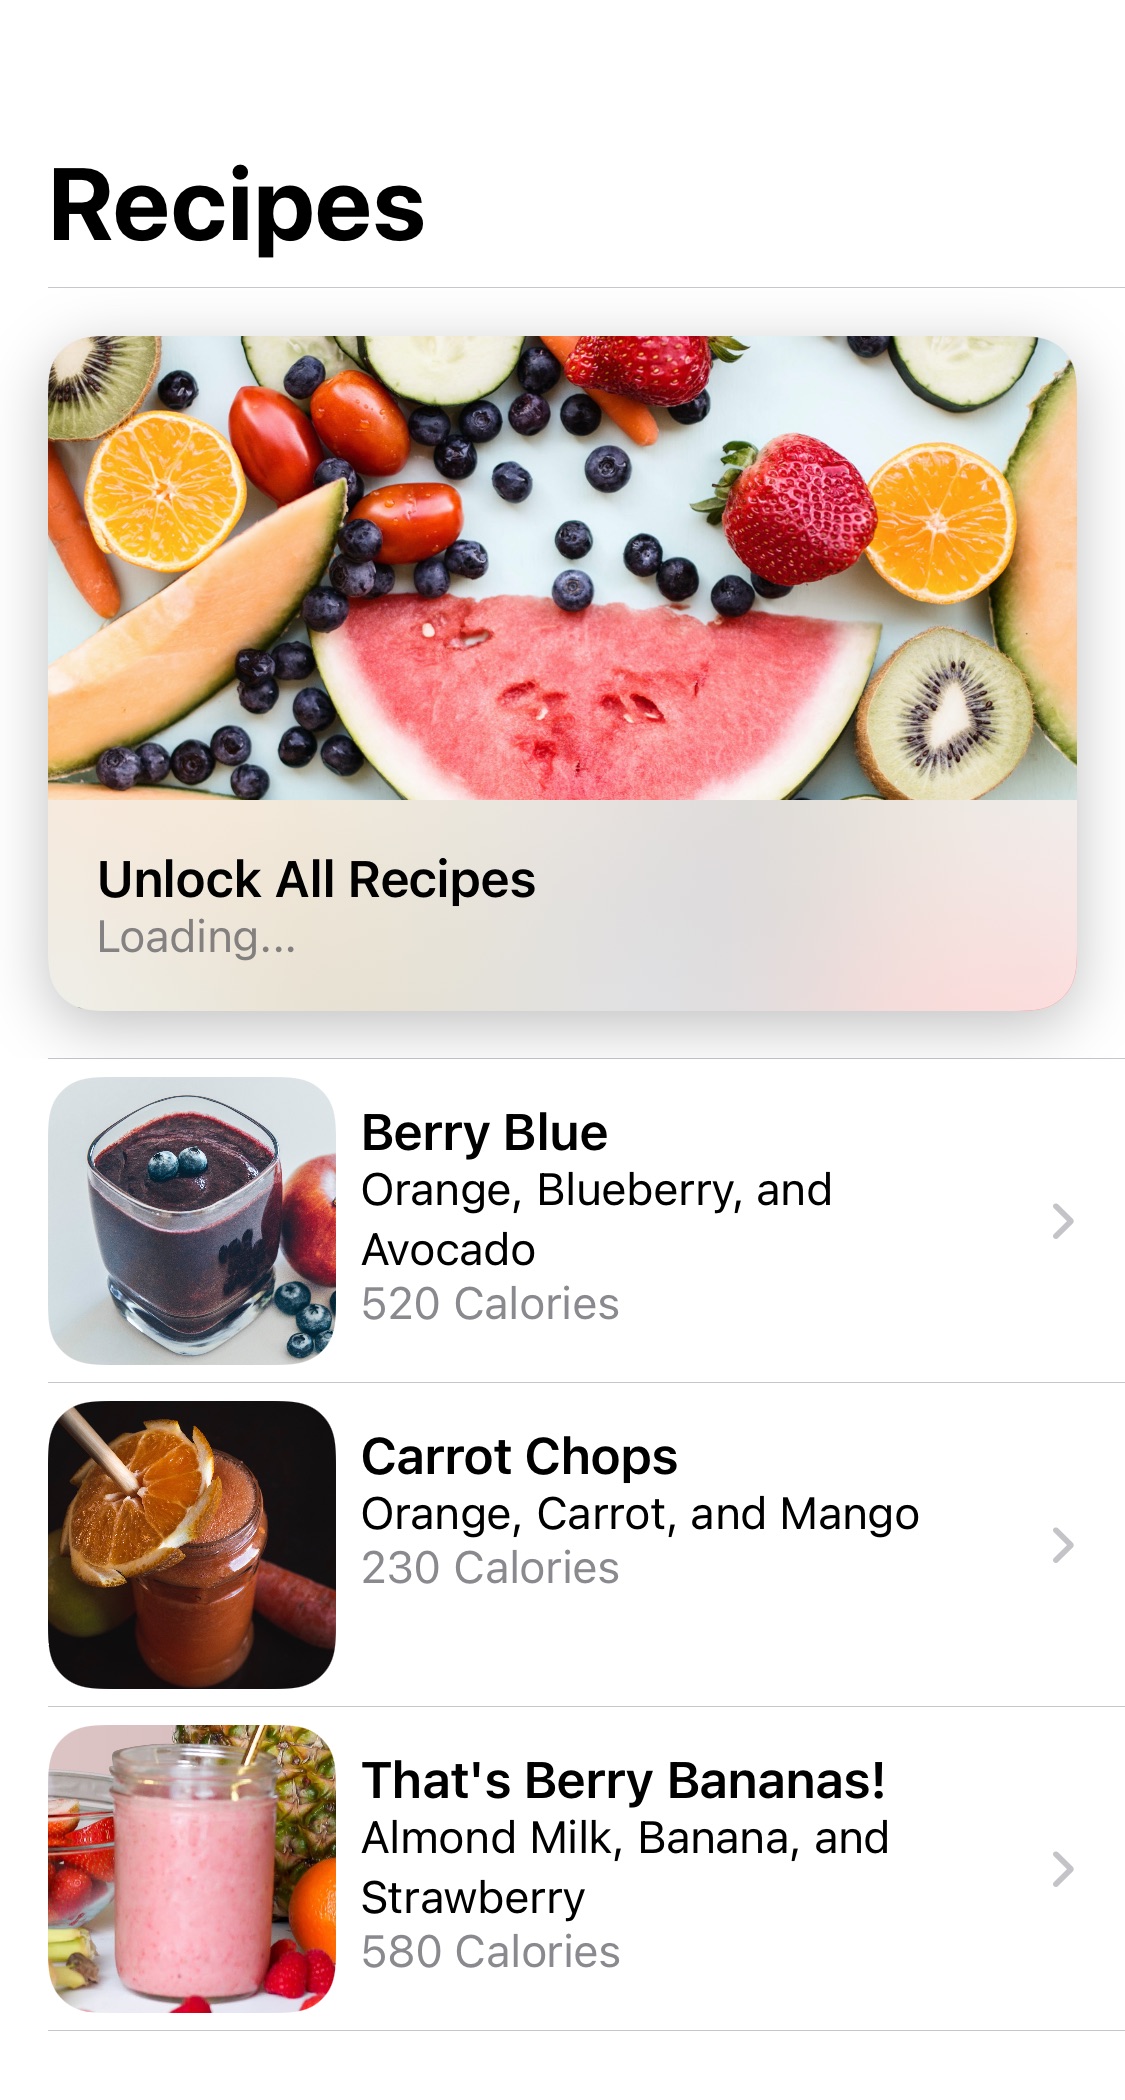 Recipes
Unlock All Recipes
Loading...
Berry Blue
Orange, Blueberry, and
Avocado
520 Calories
Carrot Chops
Orange, Carrot, and Mango
230 Calories
That's Berry Bananas!
Almond Milk, Banana, and
Strawberry
580 Calories